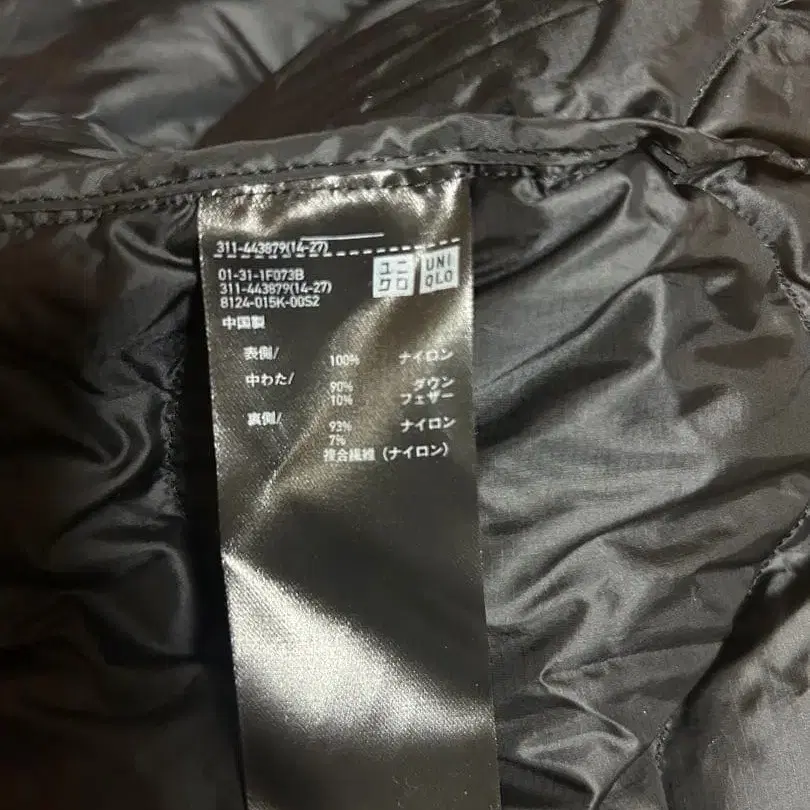 311-443879(14-27)
ユニ
クロ
UNI
QLO
01-31-1F073B
311-443879(14-27)
8124-015K-00S2
中国製
表側/ 100% ナイロン
中わた/ 90% ダウン
10% フェザー
裏側/ 93% ナイロン
7%
複合繊維（ナイロン）